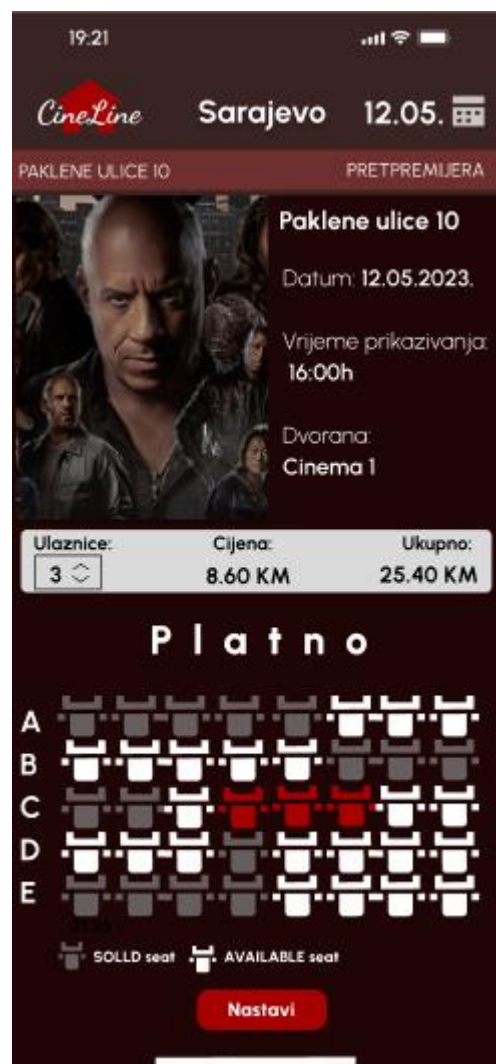 19:21
CineLine Sarajevo 12.05.
PAKLENE ULICE 10 PRETPREMIJERA
Paklene ulice 10
Datum: 12.05.2023.
Vrijeme prikazivanja:
16:00h
Dvorana:
Cinema 1
Ulaznice: Cijena: Ukupno:
3 8.60 KM 25.40 KM
Platno
A
B
C
D
E
SOLLD seat AVAILABLE seat
Nastavi